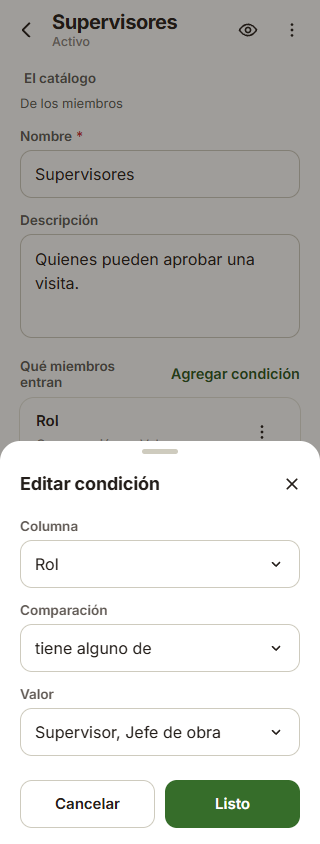 Supervisores
Activo
El catálogo
De los miembros
Nombre *
Supervisores
Descripción
Quienes pueden aprobar una
visita.
Qué miembros
entran
Agregar condición
Rol
Editar condición
Columna
Rol
Comparación
tiene alguno de
Valor
Supervisor, Jefe de obra
Cancelar
Listo